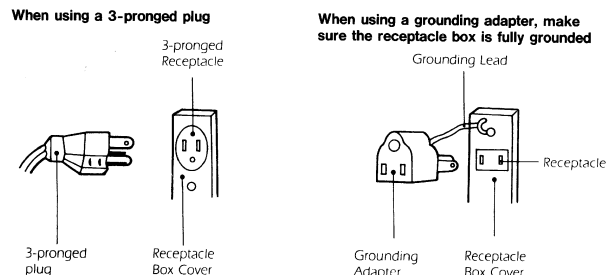 When using a 3-pronged plug
3-pronged
Receptacle
3-pronged
plug
Receptacle
Box Cover
When using a grounding adapter, make
sure the receptacle box is fully grounded
Grounding Lead
Receptacle
Grounding
Adapter
Receptacle
Box Cover